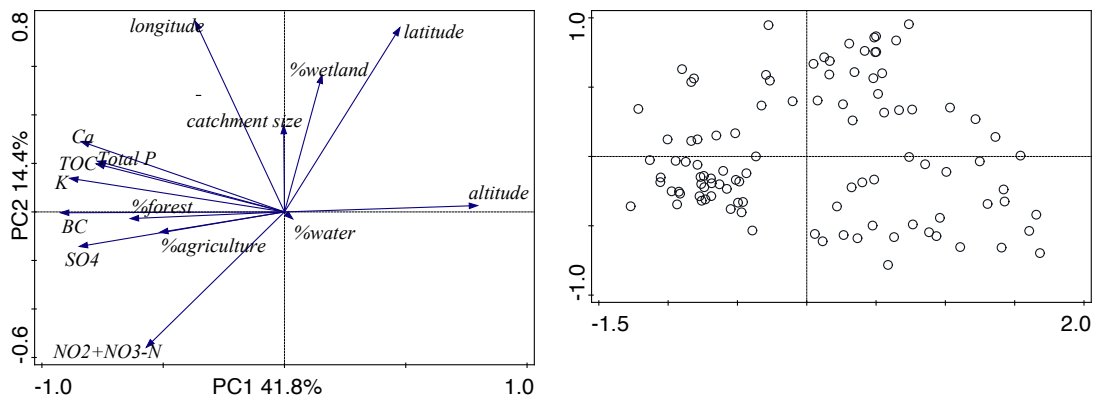 0.8
longitude
latitude
%wetland
catchment size
Ca
TOC
Total P
K
altitude
%forest
BC
%water
%agriculture
SO4
NO2+NO3-N
PC2 14.4%
-0.6
-1.0
PC1 41.8%
1.0
1.0
-1.0
-1.5
2.0